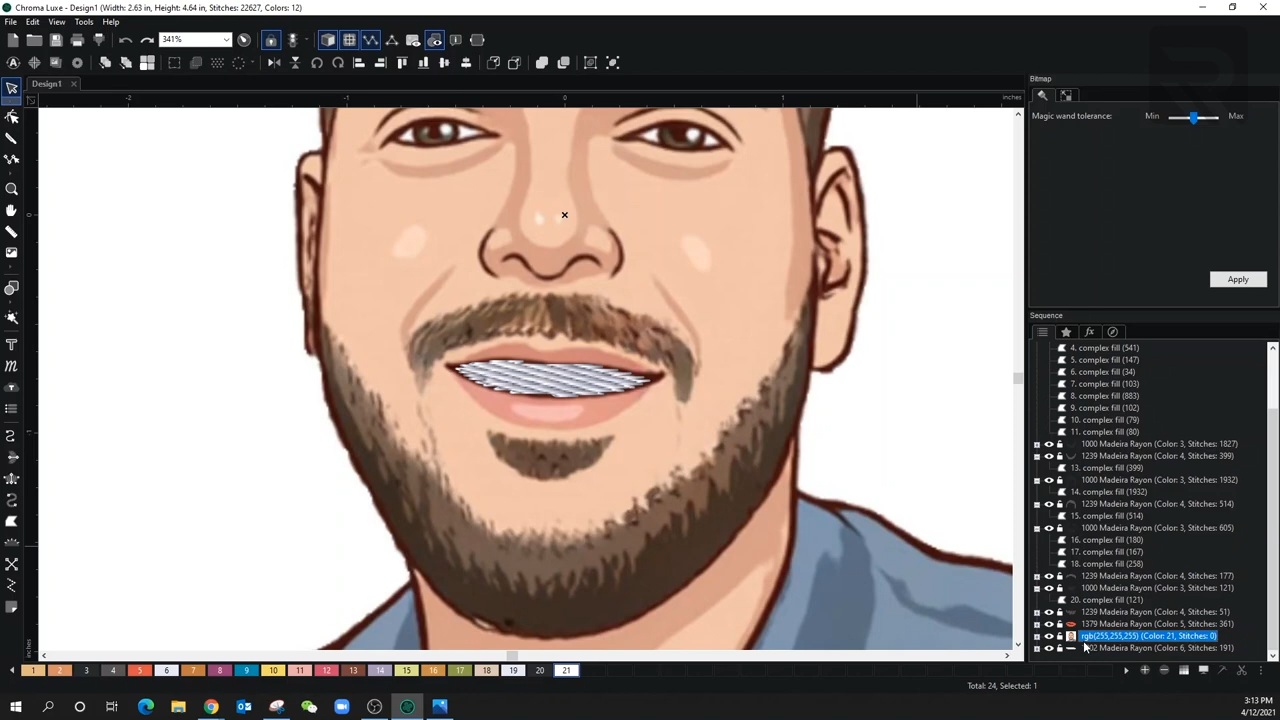 Chroma Luxe - Design1 (Width: 2.63 in, Height: 4.64 in, Stitches: 22627, Colors: 12)
File Edit View Tools Help
341%
Design1
-2 -1 0 1 inches
0
1
inches
Bitmap
Magic wand tolerance: Min Max
Apply
Sequence
4. complex fill (541)
5. complex fill (147)
6. complex fill (34)
7. complex fill (103)
8. complex fill (883)
9. complex fill (102)
10. complex fill (79)
11. complex fill (80)
1000 Madeira Rayon (Color: 3, Stitches: 1827)
1239 Madeira Rayon (Color: 4, Stitches: 399)
13. complex fill (399)
1000 Madeira Rayon (Color: 3, Stitches: 1932)
14. complex fill (1932)
1239 Madeira Rayon (Color: 4, Stitches: 514)
15. complex fill (514)
1000 Madeira Rayon (Color: 3, Stitches: 605)
16. complex fill (180)
17. complex fill (167)
18. complex fill (258)
1239 Madeira Rayon (Color: 4, Stitches: 177)
1000 Madeira Rayon (Color: 3, Stitches: 121)
20. complex fill (121)
1239 Madeira Rayon (Color: 4, Stitches: 51)
1379 Madeira Rayon (Color: 5, Stitches: 361)
rgb(255,255,255) (Color: 21, Stitches: 0)
Madeira Rayon (Color: 6, Stitches: 191)
1 2 3 4 5 6 7 8 9 10 11 12 13 14 15 16 17 18 19 20 21
Total: 24, Selected: 1
3:13 PM
4/12/2021